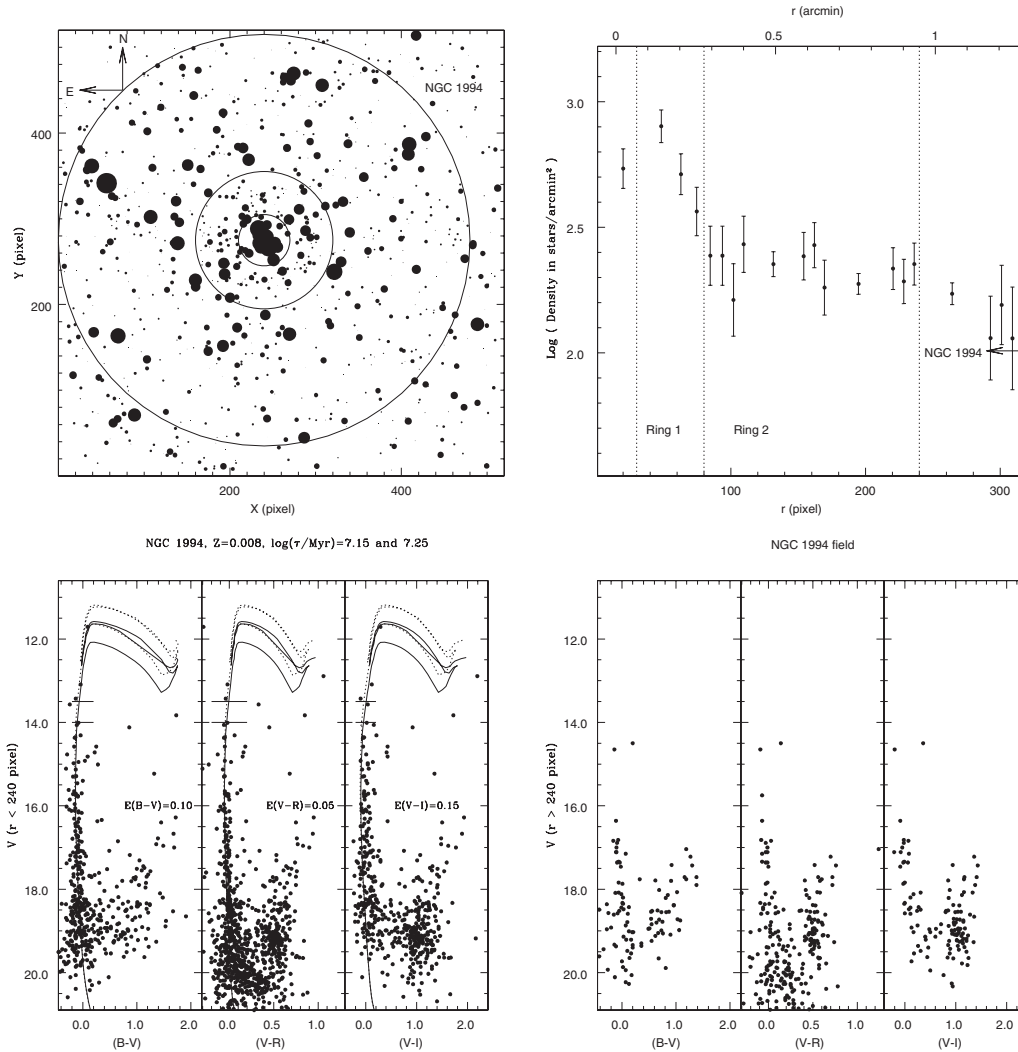 N
E
NGC 1994
400
200
Y (pixel)
200
400
X (pixel)
r (arcmin)
0
0.5
1
3.0
2.5
2.0
Log ( Density in stars/arcmin²)
NGC 1994
Ring 1
Ring 2
100
200
300
r (pixel)
NGC 1994, Z=0.008, log(τ/Myr)=7.15 and 7.25
12.0
14.0
16.0
18.0
20.0
V (r < 240 pixel)
E(B-V)=0.10
E(V-R)=0.05
E(V-I)=0.15
0.0
1.0
2.0
0.0
1.0
0.0
1.0
2.0
(B-V)
(V-R)
(V-I)
NGC 1994 field
12.0
14.0
16.0
18.0
20.0
V (r > 240 pixel)
0.0
1.0
2.0
0.0
1.0
0.0
1.0
2.0
(B-V)
(V-R)
(V-I)